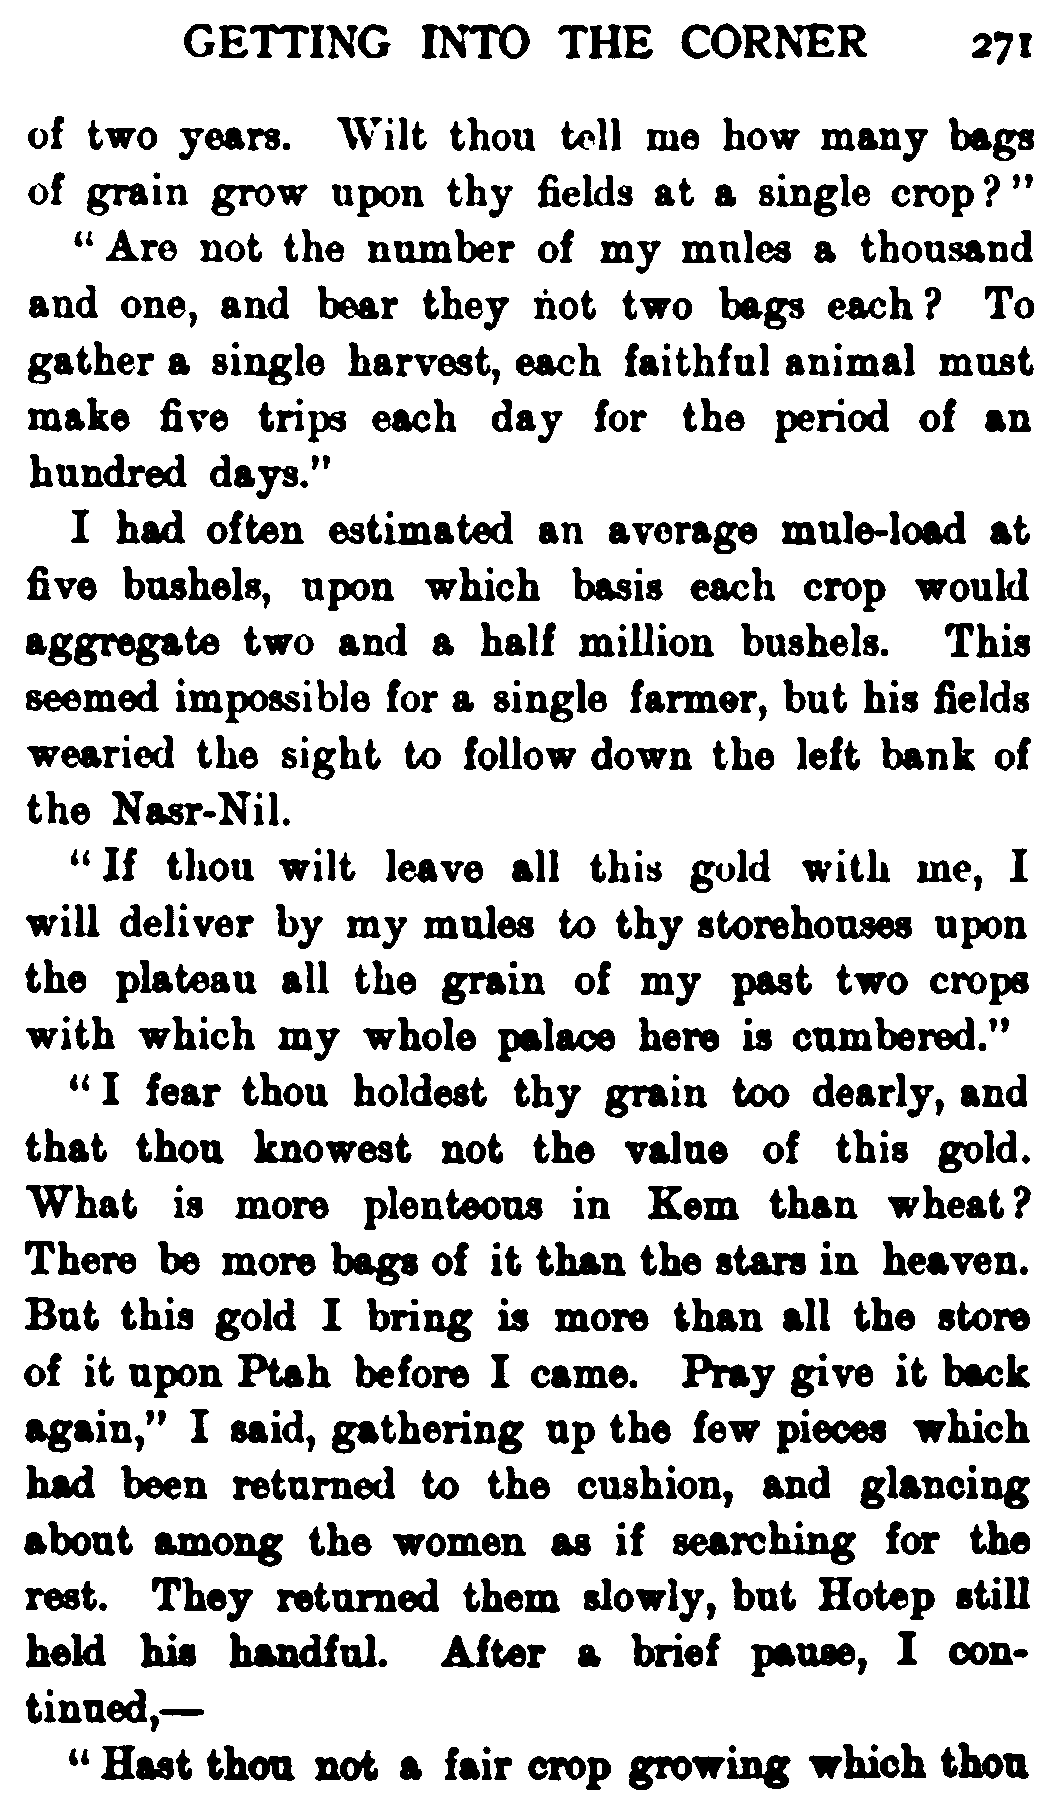 GETTING INTO THE CORNER 271
of two years. Wilt thou tell me how many bags
of grain grow upon thy fields at a single crop?"
"Are not the number of my mules a thousand
and one, and bear they not two bags each? To
gather a single harvest, each faithful animal must
make five trips each day for the period of an
hundred days."
I had often estimated an average mule-load at
five bushels, upon which basis each crop would
aggregate two and a half million bushels. This
seemed impossible for a single farmer, but his fields
wearied the sight to follow down the left bank of
the Nasr-Nil.
"If thou wilt leave all this gold with me, I
will deliver by my mules to thy storehouses upon
the plateau all the grain of my past two crops
with which my whole palace here is cumbered."
"I fear thou holdest thy grain too dearly, and
that thou knowest not the value of this gold.
What is more plenteous in Kem than wheat?
There be more bags of it than the stars in heaven.
But this gold I bring is more than all the store
of it upon Ptah before I came. Pray give it back
again," I said, gathering up the few pieces which
had been returned to the cushion, and glancing
about among the women as if searching for the
rest. They returned them slowly, but Hotep still
held his handful. After a brief pause, I con-
tinued,—
"Hast thou not a fair crop growing which thou